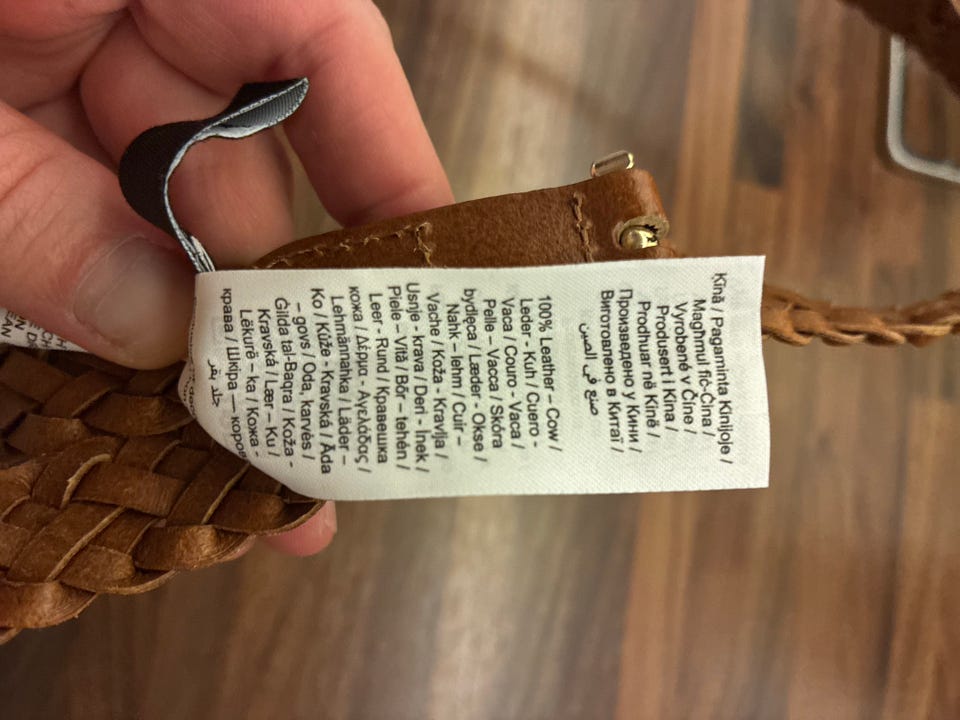 Ķīnā / Pagaminta Kinijoje /
Maghmul fiċ-Ċina /
Vyrobené v Číne /
Produsert i Kina /
Prodhuar në Kinë /
Произведено у Кини /
Виготовлено в Китаї /
صنع في الصين
100% Leather – Cow /
Leder - Kuh / Cuero -
Vaca / Couro - Vaca /
Pelle – Vacca / Skóra
bydlęca / Læder - Okse /
Nahk – lehm / Cuir –
Vache / Koža - Kravlja /
Usnje - krava / Deri - İnek /
Piele – Vită / Bőr – tehén /
Leer - Rund / Кравешка
кожа / Δέρμα - Αγελάδος /
Lehmännahka / Läder –
Ko / Kůže - Kravská / Āda
– govs / Oda, karvės /
Ġilda tal-Baqra / Koža -
Kravská / Lær – Ku /
Lëkurë – ka / Кожа -
крава / Шкіра — коров
جلد بقر